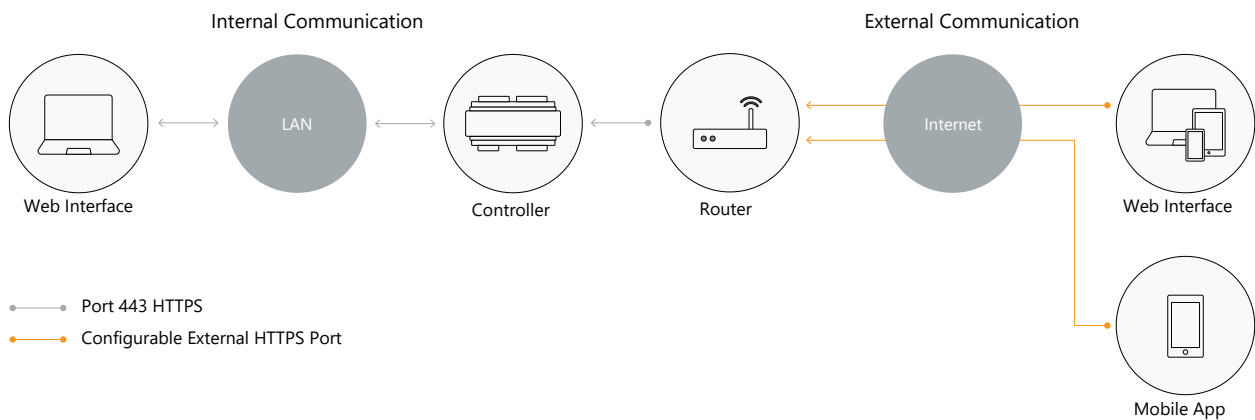 Internal Communication
External Communication
LAN
Internet
Web Interface
Controller
Router
Web Interface
Port 443 HTTPS
Configurable External HTTPS Port
Mobile App